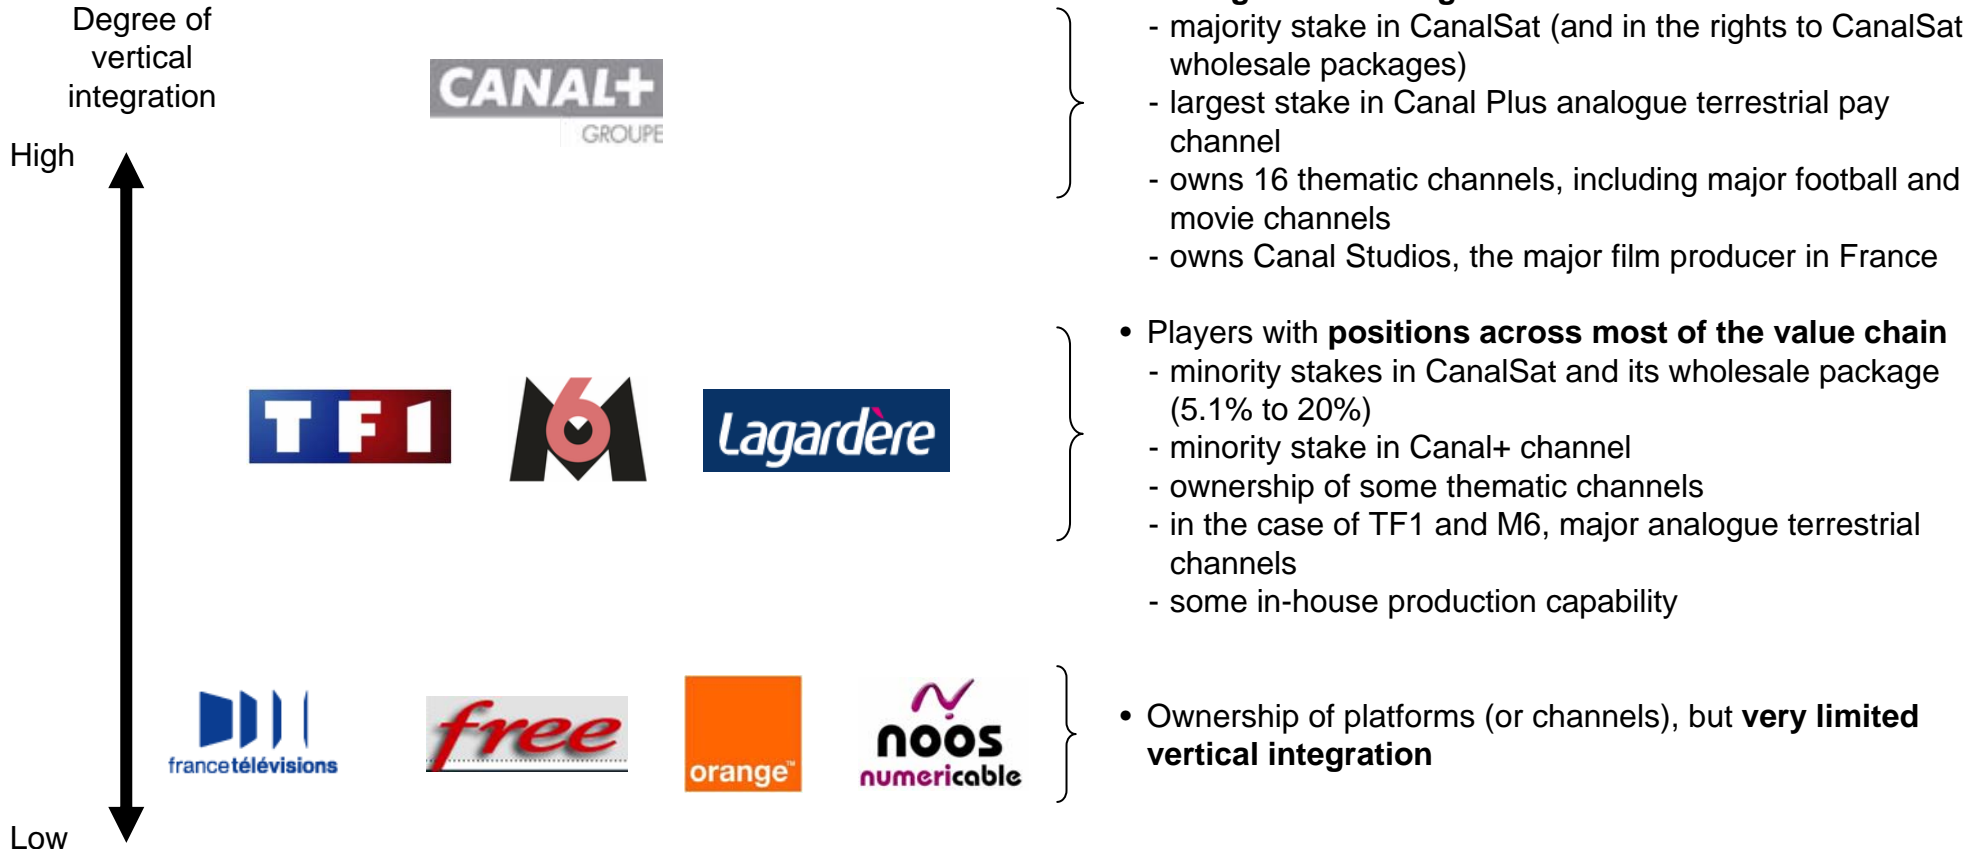 Degree of
vertical
integration
High
CANAL+
GROUPE
- majority stake in CanalSat (and in the rights to CanalSat
wholesale packages)
- largest stake in Canal Plus analogue terrestrial pay
channel
- owns 16 thematic channels, including major football and
movie channels
- owns Canal Studios, the major film producer in France
TF1
M6
Lagardère
• Players with positions across most of the value chain
- minority stakes in CanalSat and its wholesale package
(5.1% to 20%)
- minority stake in Canal+ channel
- ownership of some thematic channels
- in the case of TF1 and M6, major analogue terrestrial
channels
- some in-house production capability
francetélévisions
free
orange™
noos
numericable
• Ownership of platforms (or channels), but very limited
vertical integration
Low